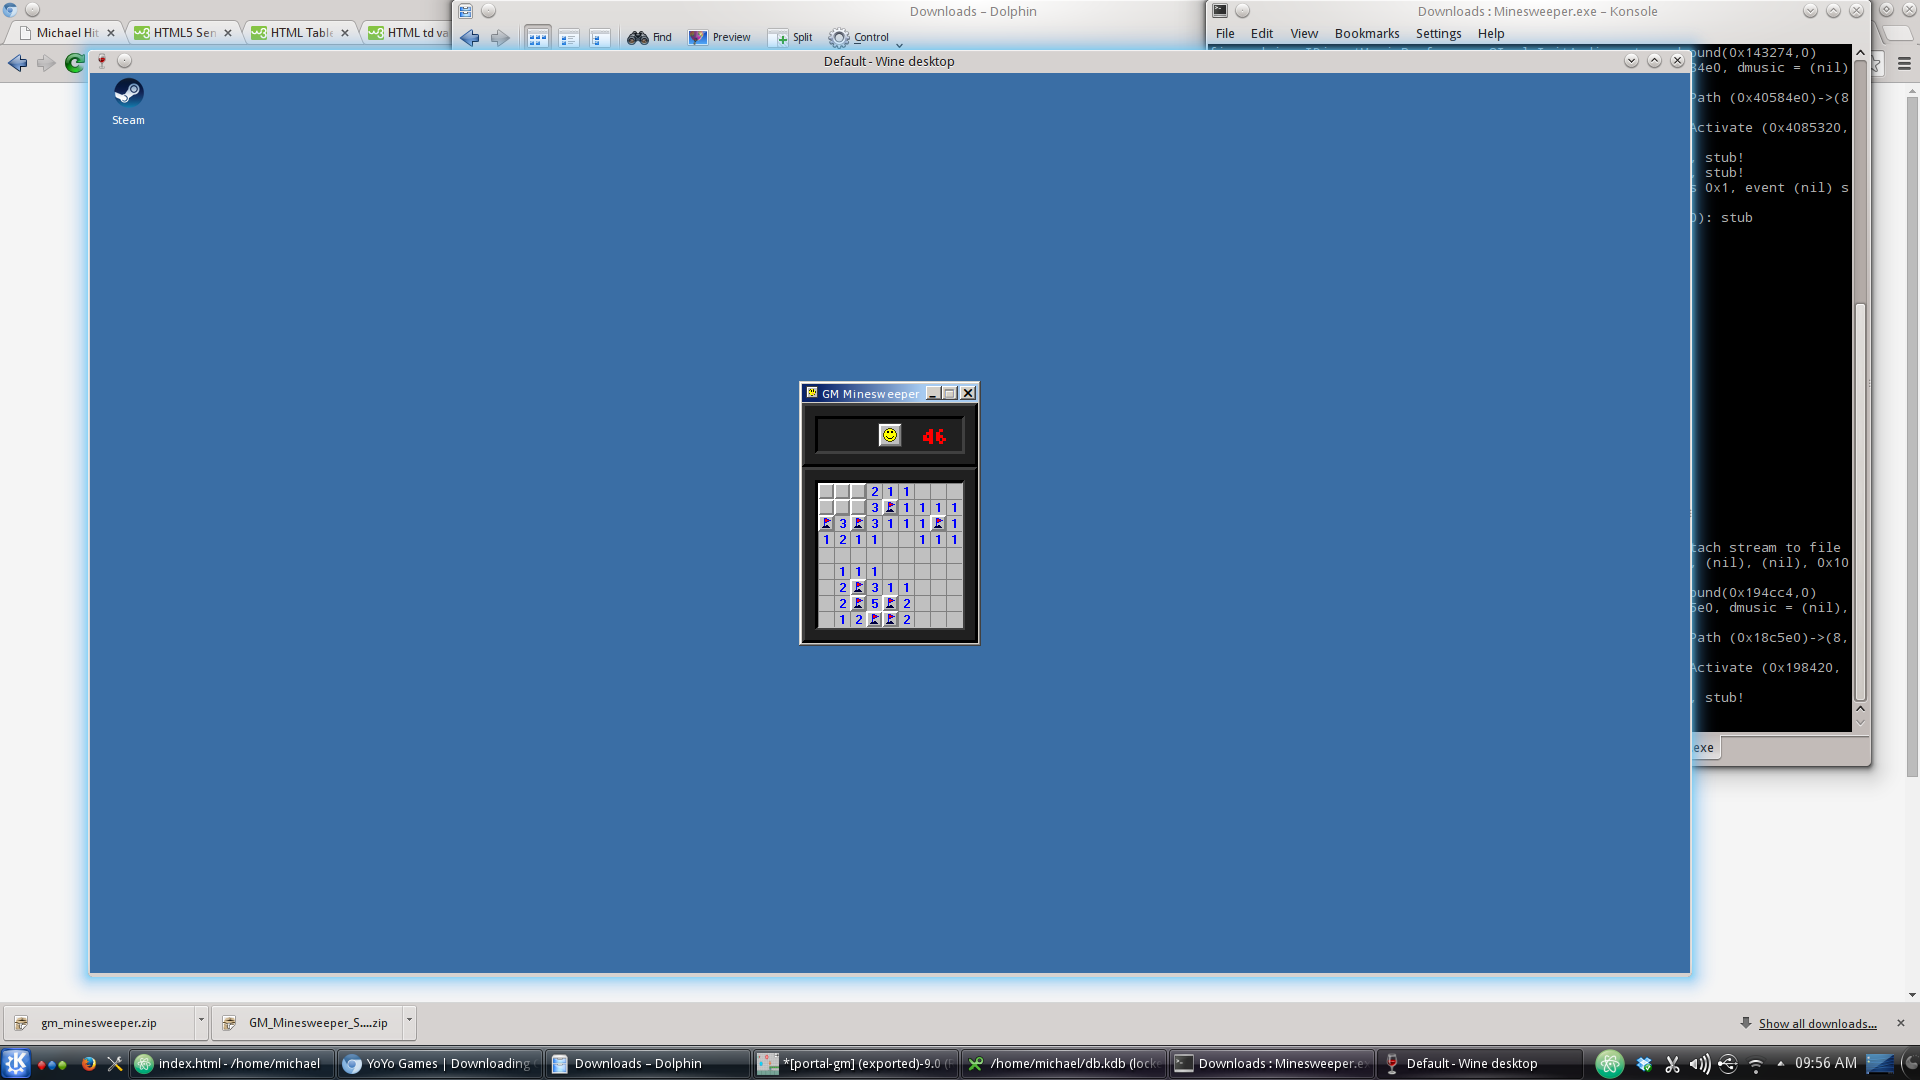 Michael Hit
HTML5 Sen
HTML Table
HTML td va
Downloads – Dolphin
Find
Preview
Split
Control
Downloads : Minesweeper.exe – Konsole
File Edit View Bookmarks Settings Help
ound(0x143274,0)
84e0, dmusic = (nil)
Path (0x40584e0)->(8
Activate (0x4085320,
, stub!
, stub!
s 0x1, event (nil) s
0): stub
tach stream to file
, (nil), (nil), 0x10
ound(0x194cc4,0)
5e0, dmusic = (nil),
Path (0x18c5e0)->(8,
Activate (0x198420,
, stub!
.exe
Default - Wine desktop
Steam
GM Minesweeper
46
2 1 1
3 1 1 1 1
3 3 1 1 1 1
1 2 1 1 1 1 1
1 1 1
2 3 1 1
2 5 2
1 2 2
gm_minesweeper.zip
GM_Minesweeper_S....zip
Show all downloads...
index.html - /home/michael
YoYo Games | Downloading
Downloads – Dolphin
*[portal-gm] (exported)-9.0 (
/home/michael/db.kdb (locke
Downloads : Minesweeper.ex
Default - Wine desktop
09:56 AM